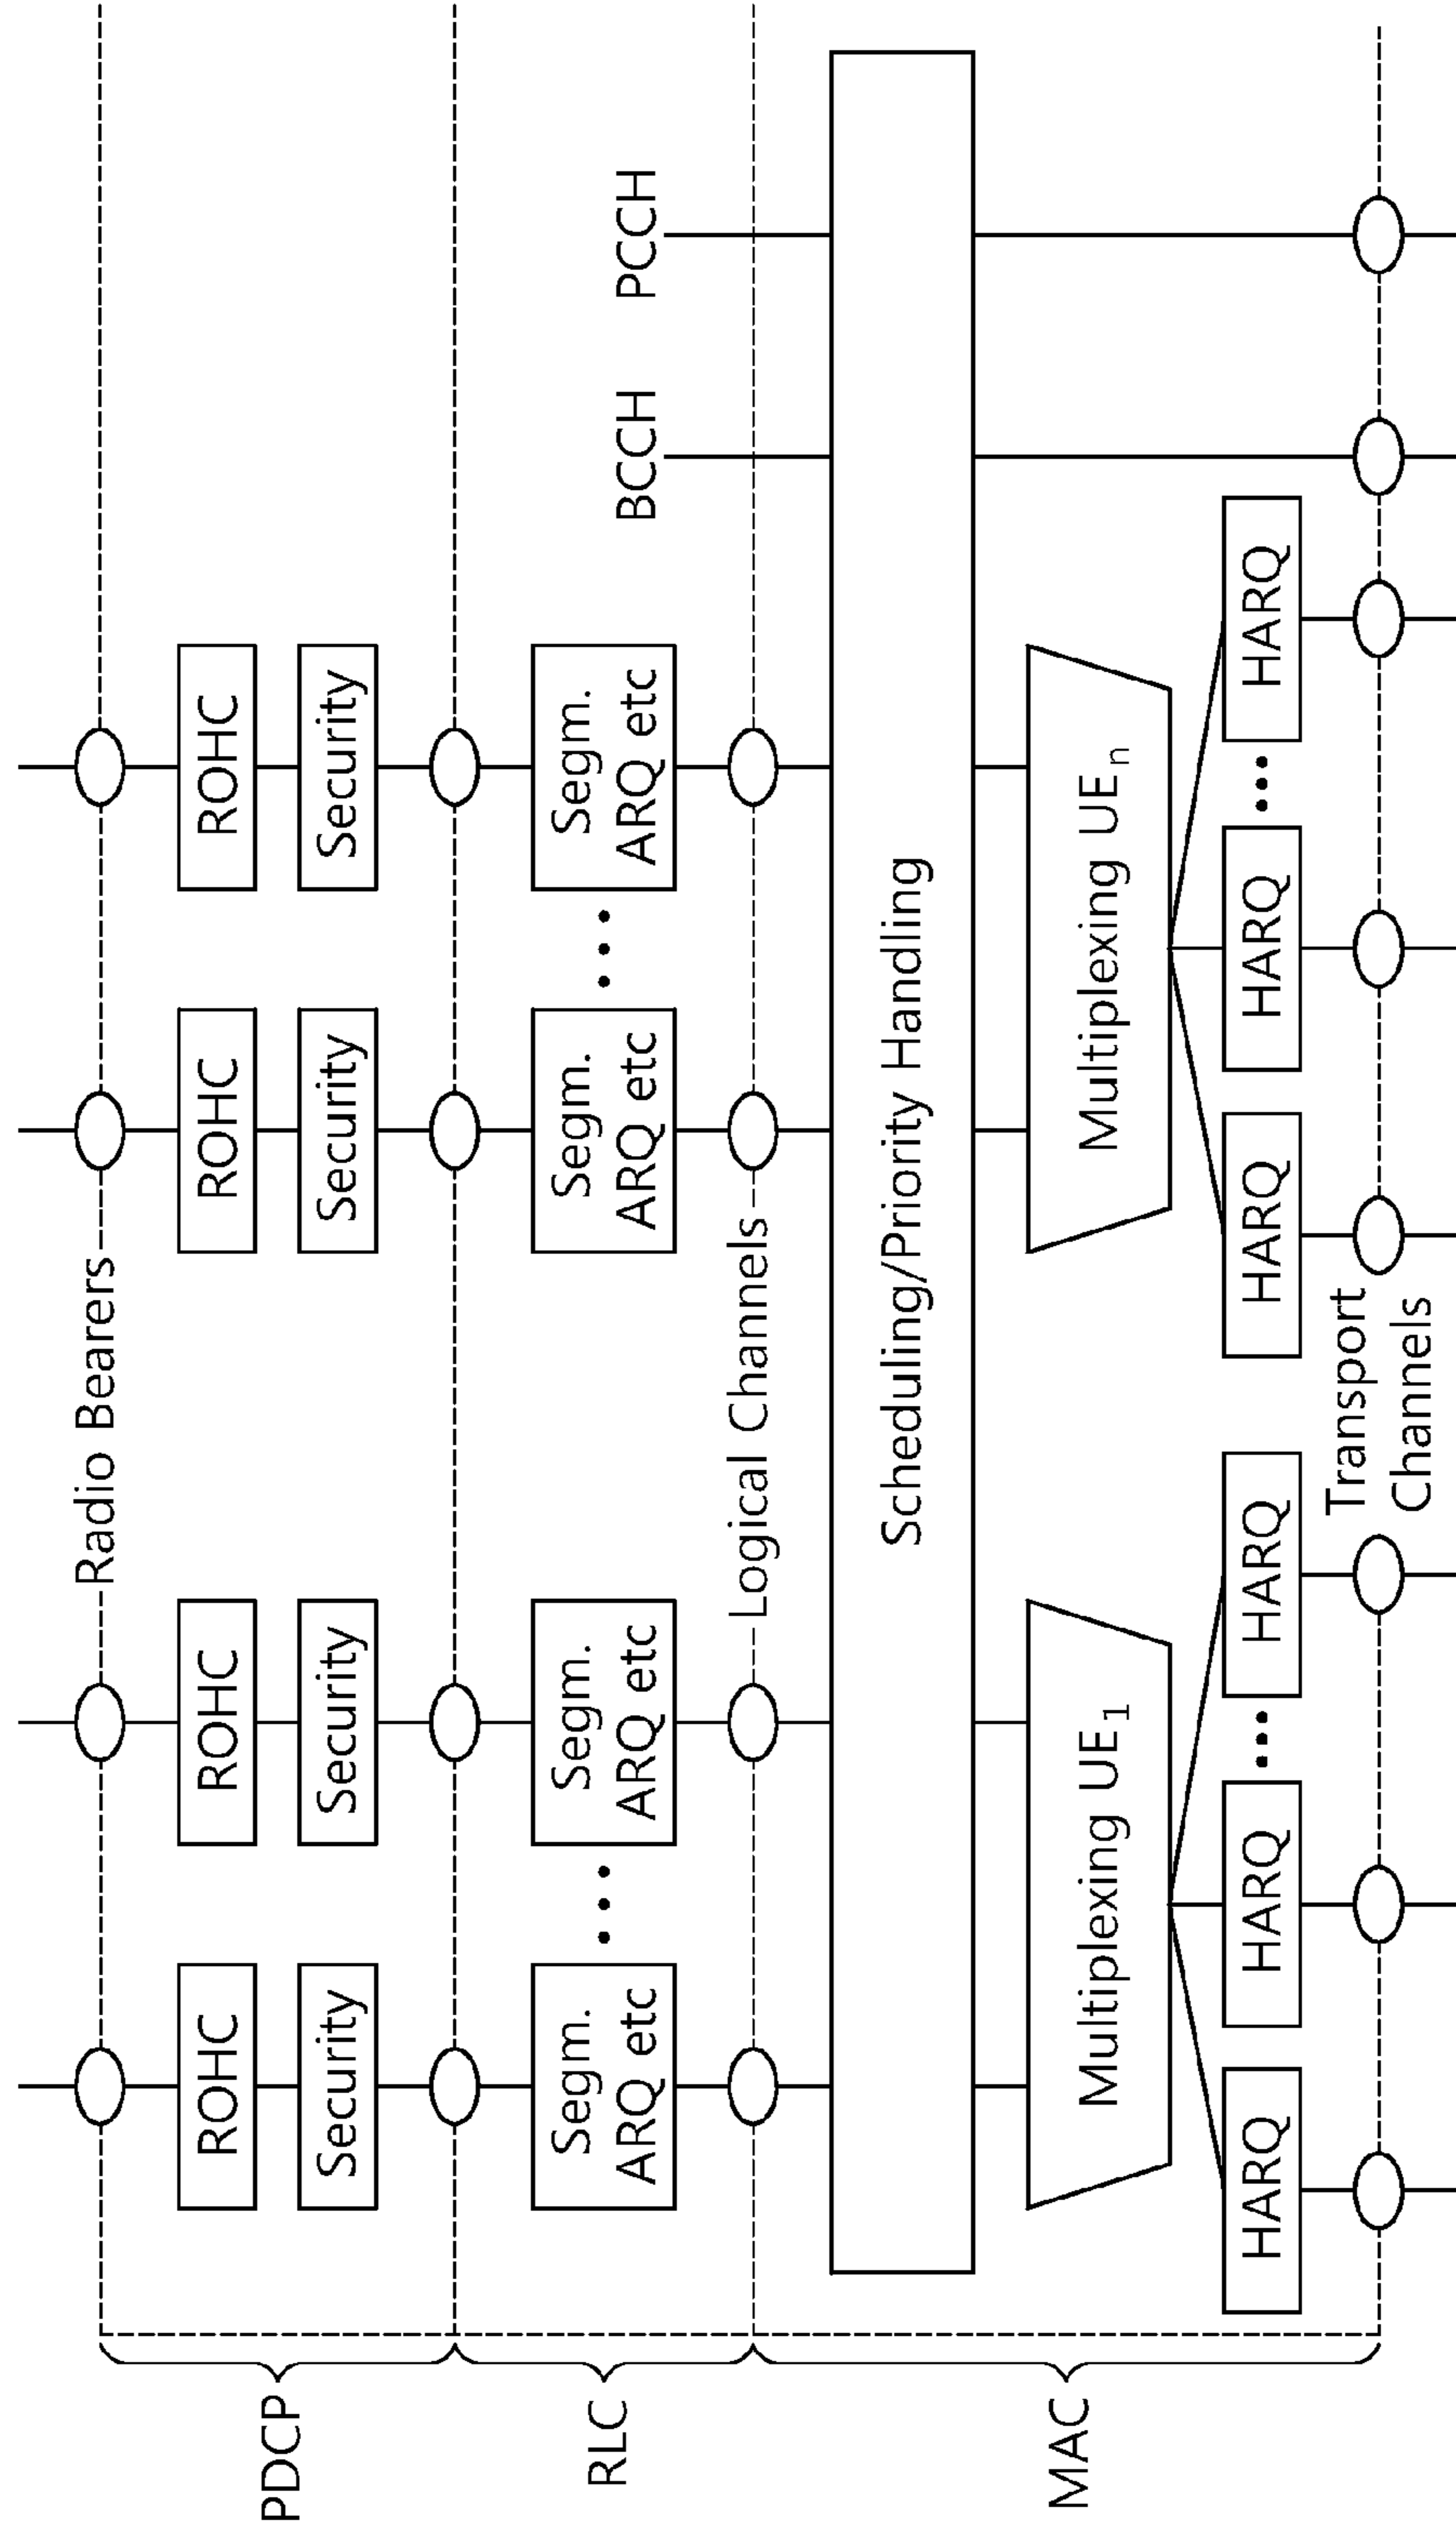 Radio Bearers
PDCP
ROHC
ROHC
ROHC
ROHC
Security
Security
Security
Security
RLC
Segm.
ARQ etc
...
Segm.
ARQ etc
Segm.
ARQ etc
...
Segm.
ARQ etc
BCCH
PCCH
Logical Channels
Scheduling/Priority Handling
MAC
Multiplexing UE1
Multiplexing UEn
HARQ
HARQ
...
HARQ
HARQ
HARQ
...
HARQ
Transport
Channels